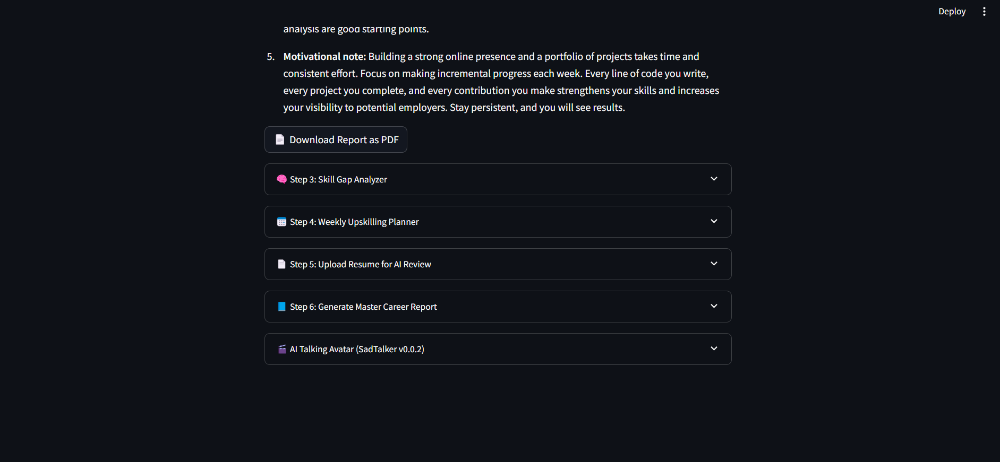 Deploy
analysis are good starting points.
5. Motivational note: Building a strong online presence and a portfolio of projects takes time and
consistent effort. Focus on making incremental progress each week. Every line of code you write,
every project you complete, and every contribution you make strengthens your skills and increases
your visibility to potential employers. Stay persistent, and you will see results.
Download Report as PDF
Step 3: Skill Gap Analyzer
Step 4: Weekly Upskilling Planner
Step 5: Upload Resume for AI Review
Step 6: Generate Master Career Report
AI Talking Avatar (SadTalker v0.0.2)